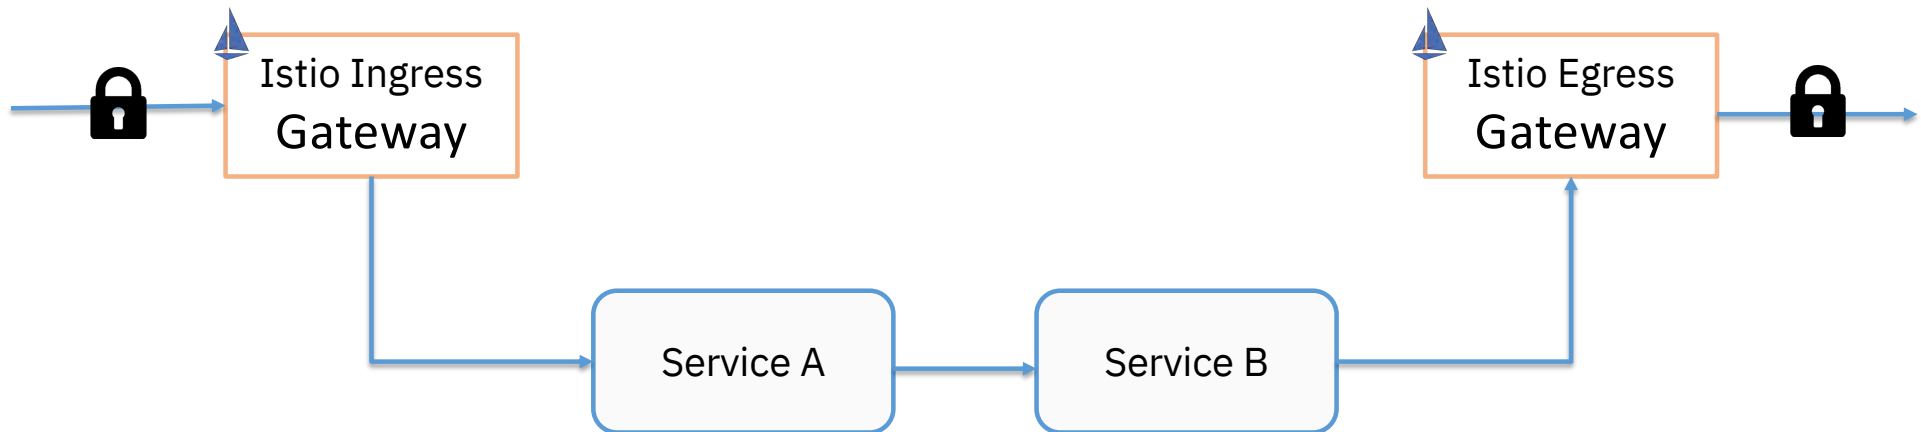 Istio Ingress
Gateway
Istio Egress
Gateway
Service A
Service B